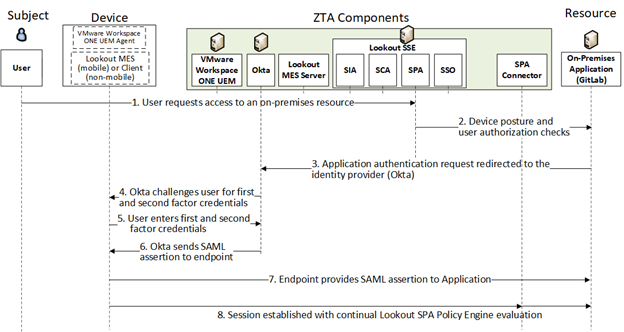 Subject
Device
ZTA Components
Resource
VMware Workspace
ONE UEM Agent
Lookout MES
(mobile) or Client
(non-mobile)
User
VMware
Workspace
ONE UEM
Okta
Lookout
MES Server
Lookout SSE
SIA
SCA
SPA
SSO
SPA
Connector
On-Premises
Application
(GitLab)
1. User requests access to an on-premises resource
2. Device posture and
user authorization checks
3. Application authentication request redirected to the
identity provider (Okta)
4. Okta challenges user for first
and second factor credentials
5. User enters first and second
factor credentials
6. Okta sends SAML
assertion to endpoint
7. Endpoint provides SAML assertion to Application
8. Session established with continual Lookout SPA Policy Engine evaluation